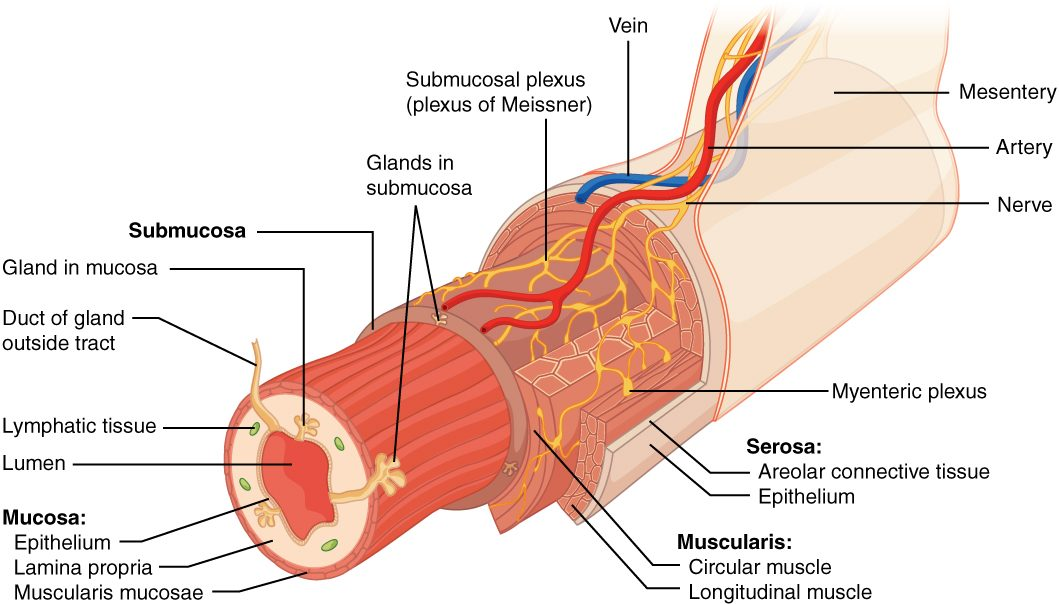 Vein
Submucosal plexus
(plexus of Meissner)
Mesentery
Artery
Glands in
submucosa
Nerve
Submucosa
Gland in mucosa
Duct of gland
outside tract
Myenteric plexus
Lymphatic tissue
Lumen
Serosa:
Areolar connective tissue
Epithelium
Mucosa:
Epithelium
Lamina propria
Muscularis mucosae
Muscularis:
Circular muscle
Longitudinal muscle